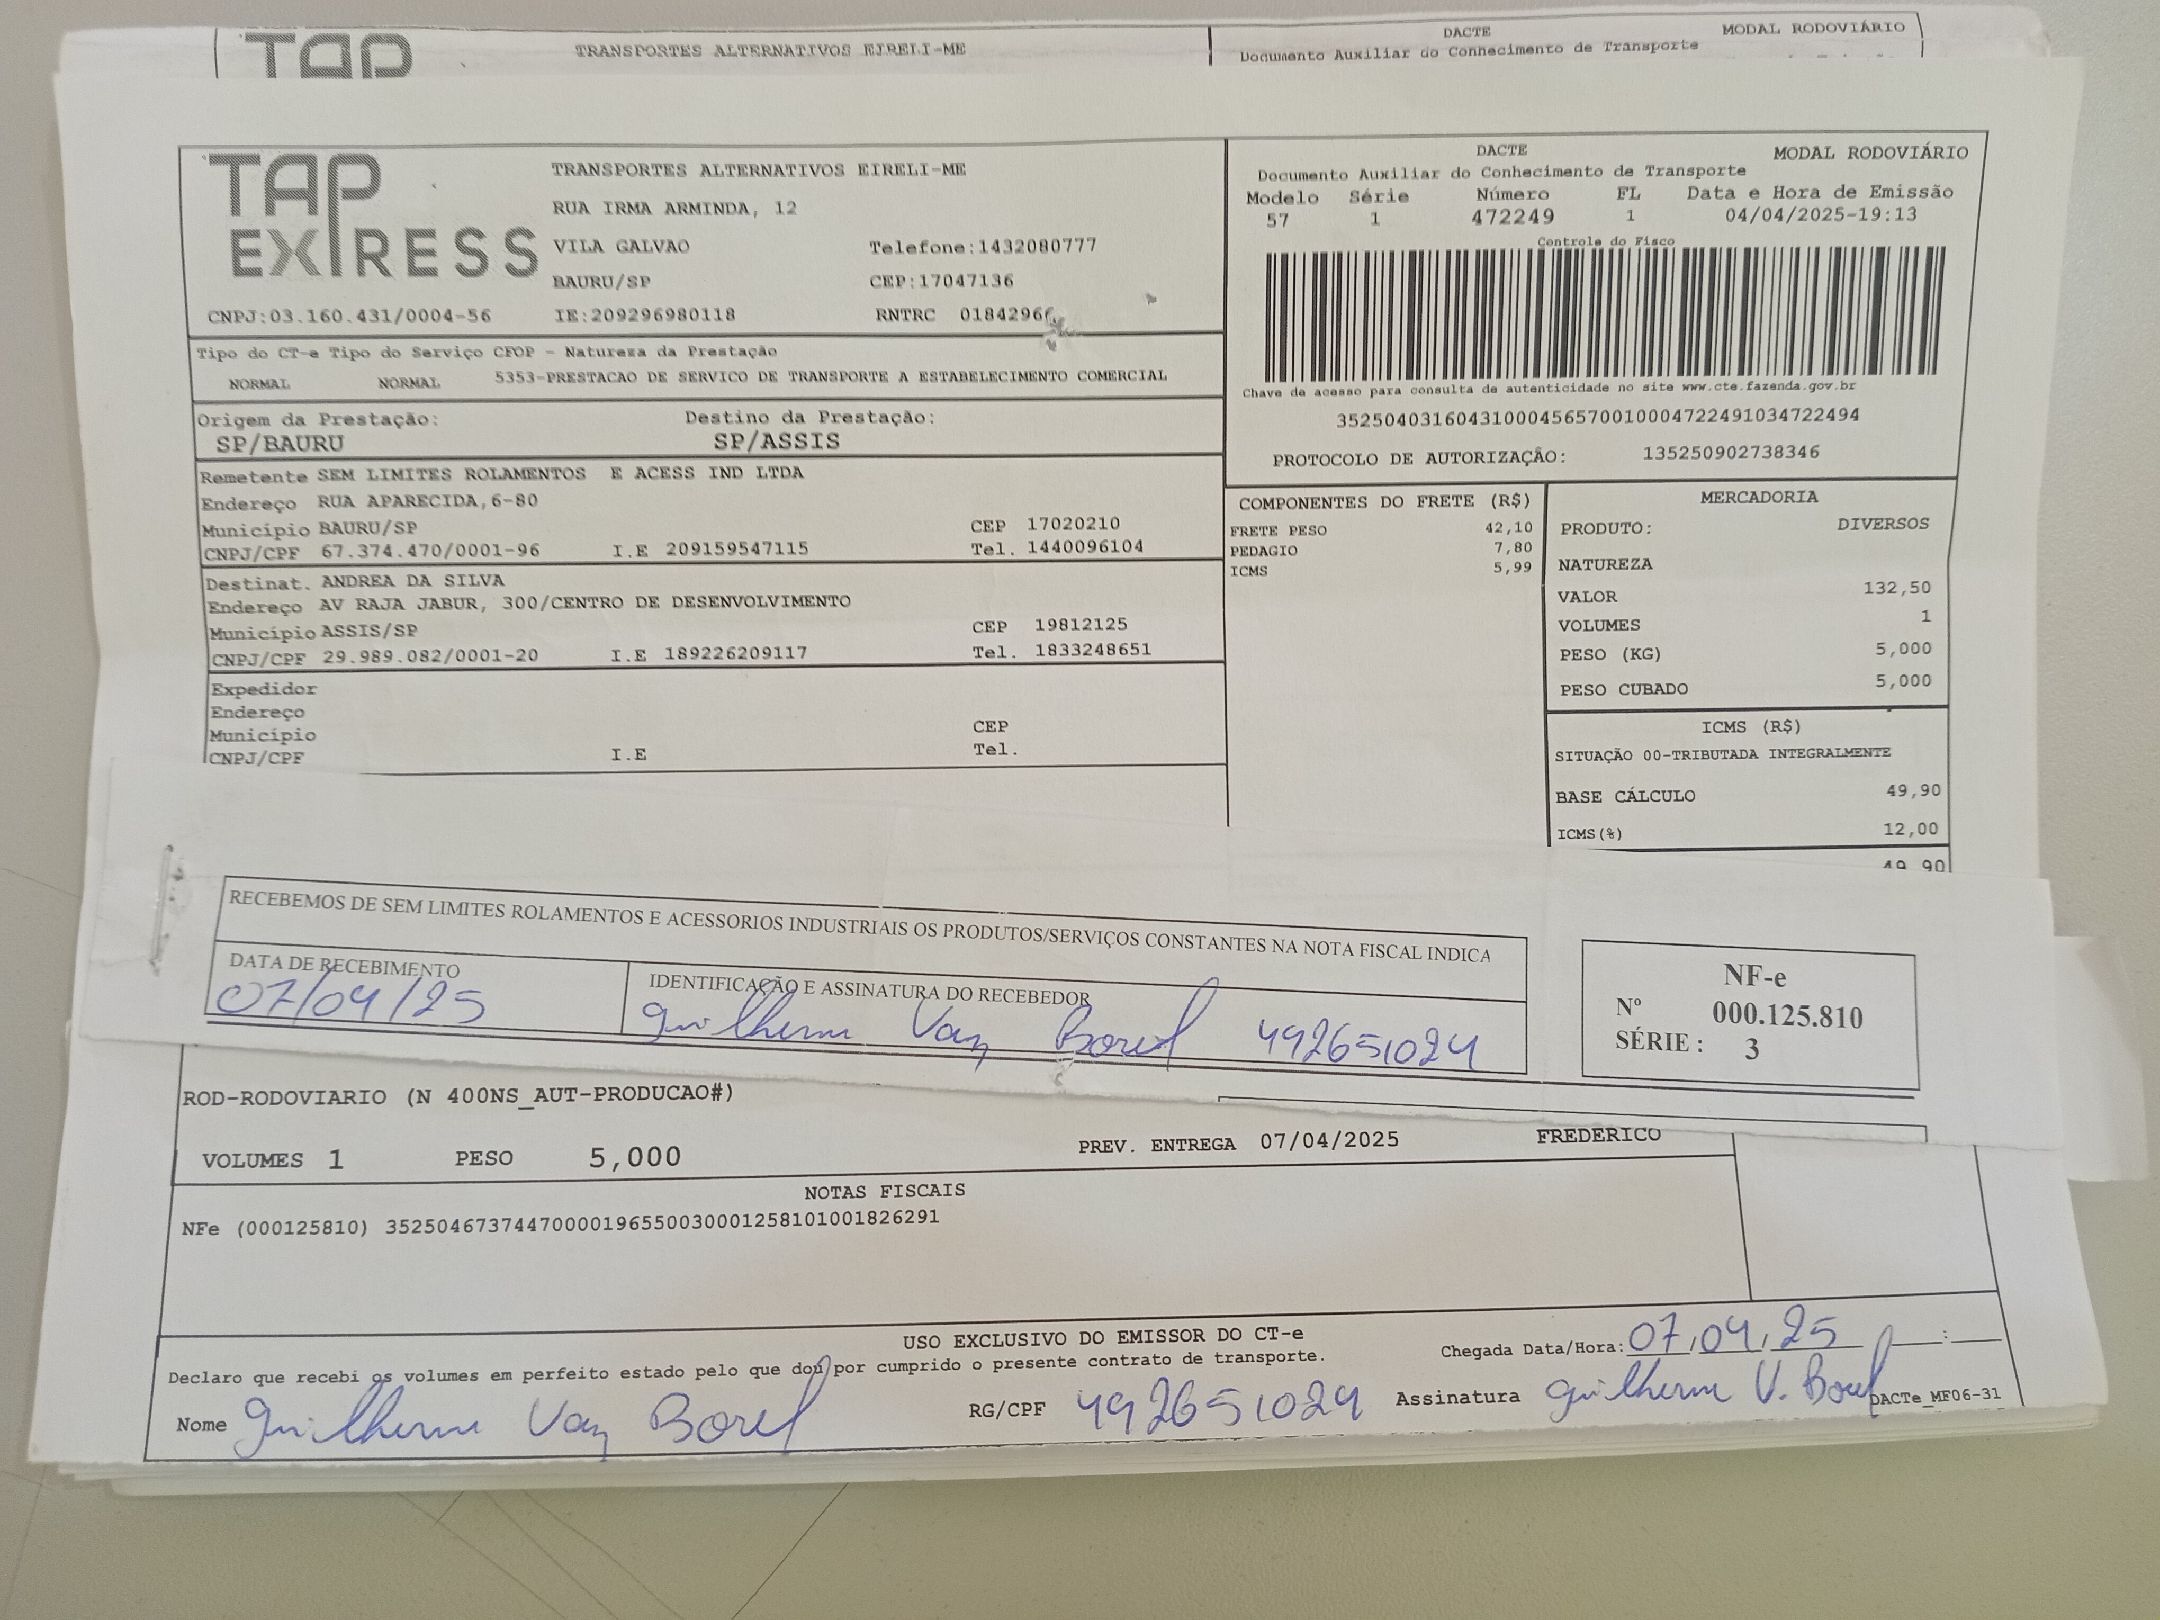 TAP
TRANSPORTES ALTERNATIVOS EIRELI-ME
DACTE
MODAL RODOVIÁRIO
Documento Auxiliar do Conhecimento de Transporte
TAP EXPRESS
TRANSPORTES ALTERNATIVOS EIRELI-ME
RUA IRMA ARMINDA, 12
VILA GALVAO Telefone:1432080777
BAURU/SP CEP:17047136
CNPJ:03.160.431/0004-56 IE:209296980118 RNTRC 0184296
DACTE MODAL RODOVIÁRIO
Documento Auxiliar do Conhecimento de Transporte
Modelo Série Número FL Data e Hora de Emissão
57 1 472249 1 04/04/2025-19:13
Controle do Fisco
Chave de acesso para consulta de autenticidade no site www.cte.fazenda.gov.br
35250403160431000456570010004722491034722494
PROTOCOLO DE AUTORIZAÇÃO: 135250902738346
Tipo do CT-e Tipo do Serviço CFOP - Natureza da Prestação
NORMAL NORMAL 5353-PRESTACAO DE SERVICO DE TRANSPORTE A ESTABELECIMENTO COMERCIAL
Origem da Prestação: Destino da Prestação:
SP/BAURU SP/ASSIS
Remetente SEM LIMITES ROLAMENTOS E ACESS IND LTDA
Endereço RUA APARECIDA,6-80
Município BAURU/SP CEP 17020210
CNPJ/CPF 67.374.470/0001-96 I.E 209159547115 Tel. 1440096104
Destinat. ANDREA DA SILVA
Endereço AV RAJA JABUR, 300/CENTRO DE DESENVOLVIMENTO
Município ASSIS/SP CEP 19812125
CNPJ/CPF 29.989.082/0001-20 I.E 189226209117 Tel. 1833248651
Expedidor
Endereço
Município CEP
CNPJ/CPF I.E Tel.
COMPONENTES DO FRETE (R$)
FRETE PESO 42,10
PEDAGIO 7,80
ICMS 5,99
MERCADORIA
PRODUTO: DIVERSOS
NATUREZA
VALOR 132,50
VOLUMES 1
PESO (KG) 5,000
PESO CUBADO 5,000
ICMS (R$)
SITUAÇÃO 00-TRIBUTADA INTEGRALMENTE
BASE CÁLCULO 49,90
ICMS(%) 12,00
49,90
RECEBEMOS DE SEM LIMITES ROLAMENTOS E ACESSORIOS INDUSTRIAIS OS PRODUTOS/SERVIÇOS CONSTANTES NA NOTA FISCAL INDICA
DATA DE RECEBIMENTO IDENTIFICAÇÃO E ASSINATURA DO RECEBEDOR
07/04/25 Guilherme Vaz Borel 492651024
NF-e
Nº 000.125.810
SÉRIE: 3
ROD-RODOVIARIO (N 400NS_AUT-PRODUCAO#)
VOLUMES 1 PESO 5,000 PREV. ENTREGA 07/04/2025 FREDERICO
NOTAS FISCAIS
NFe (000125810) 35250467374470000196550030001258101001826291
USO EXCLUSIVO DO EMISSOR DO CT-e
Declaro que recebi os volumes em perfeito estado pelo que dou por cumprido o presente contrato de transporte.
Chegada Data/Hora: 07/04/25 __:__
Nome Guilherme Vaz Borel RG/CPF 492651024 Assinatura Guilherme V. Borel
DACTe_MF06-31